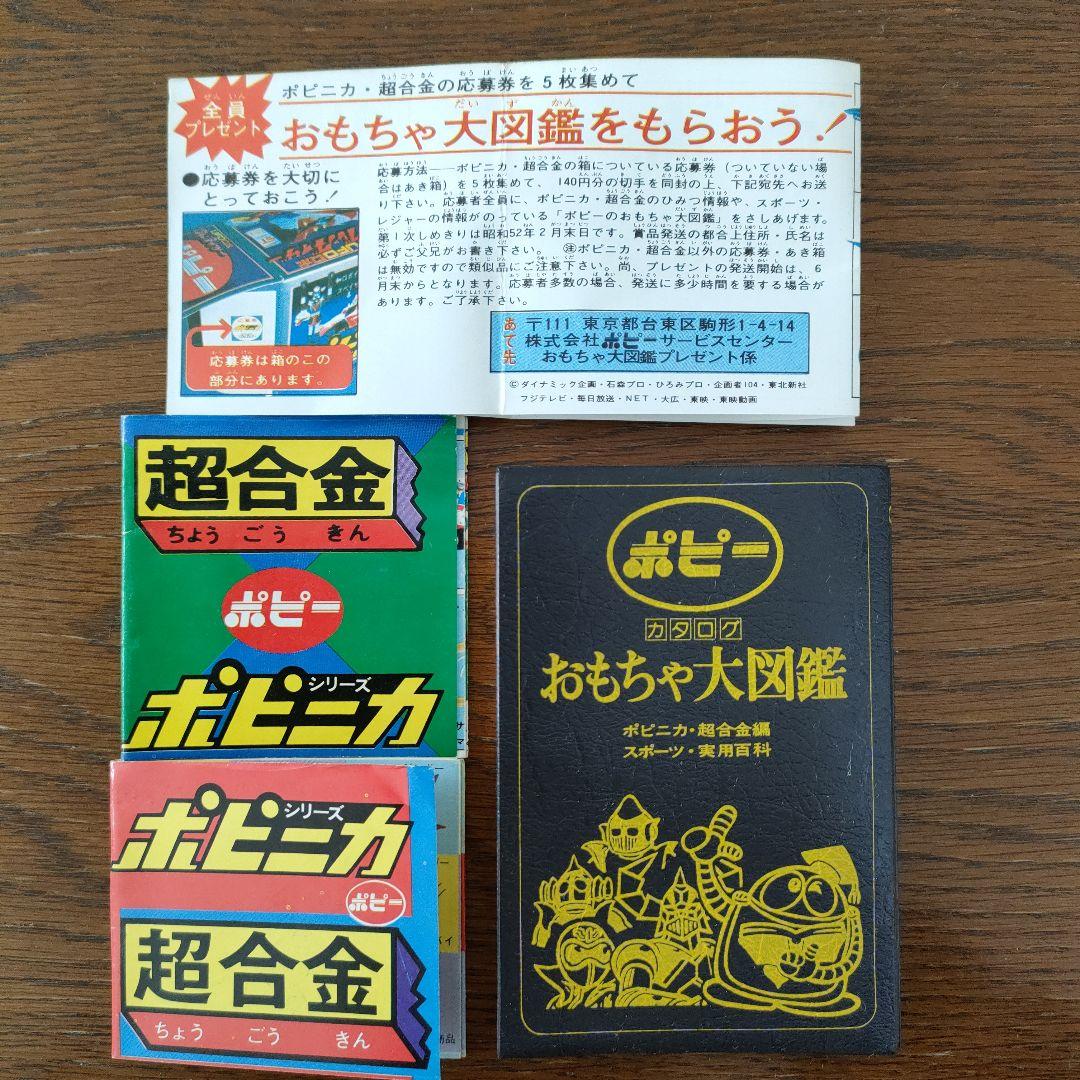 全員
プレゼント
ポピニカ・超合金の応募券を5枚集めて
おもちゃ大図鑑をもらおう!
●応募券を大切に
とっておこう!
応募券は箱のこの
部分にあります。
応募方法――ポピニカ・超合金の箱についている応募券(ついていない場
合はあき箱)を5枚集めて、140円分の切手を同封の上、下記宛先へお送
り下さい。応募者全員に、ポピニカ・超合金のひみつ情報や、スポーツ・
レジャーの情報がのっている「ポピーのおもちゃ大図鑑」をさしあげます。
第1次しめきりは昭和52年2月末日です。賞品発送の都合上住所・氏名は
必ずご父兄がお書き下さい。㊟ポピニカ・超合金以外の応募券・あき箱
は無効ですので類似品にご注意下さい。尚、プレゼントの発送開始は、6
月末からとなります。応募者多数の場合、発送に多少時間を要する場合が
あります。ご了承下さい。
あて先
〒111 東京都台東区駒形1-4-14
株式会社ポピーサービスセンター
おもちゃ大図鑑プレゼント係
©ダイナミック企画・石森プロ・ひろみプロ・企画者104・東北新社
フジテレビ・毎日放送・NET・大広・東映・東映動画
超合金
ちょう ごう きん
ポピー
シリーズ
ポピニカ
シリーズ
ポピニカ
ポピー
超合金
ちょう ごう きん
ポピー
カタログ
おもちゃ大図鑑
ポピニカ・超合金編
スポーツ・実用百科